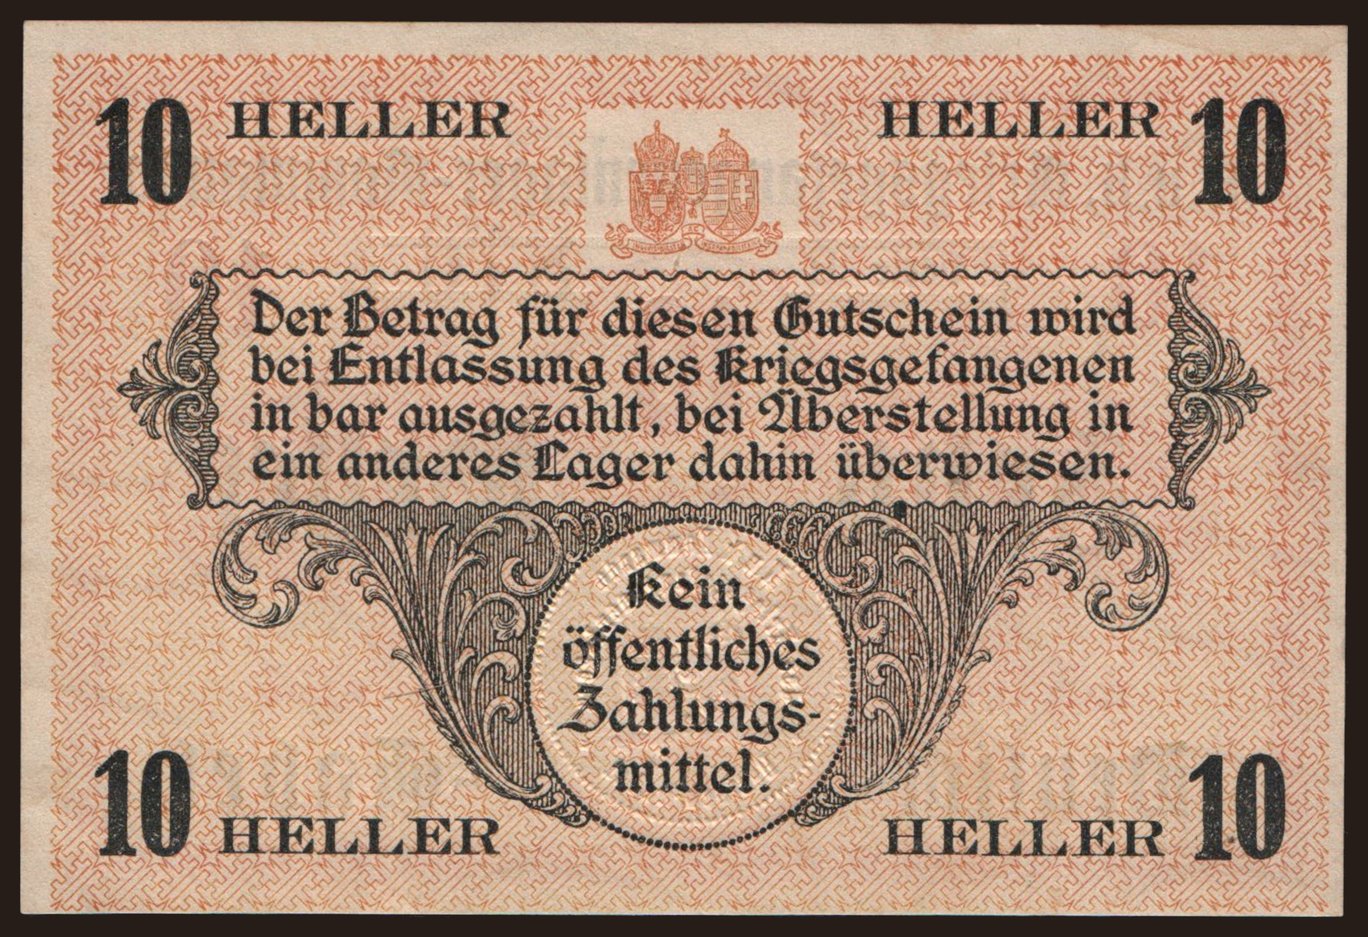 10 HELLER HELLER 10
Der Betrag für diesen Gutschein wird
bei Entlassung des Kriegsgefangenen
in bar ausgezahlt, bei Überstellung in
ein anderes Lager dahin überwiesen.
Kein
öffentliches
Zahlungs-
mittel.
10 HELLER HELLER 10